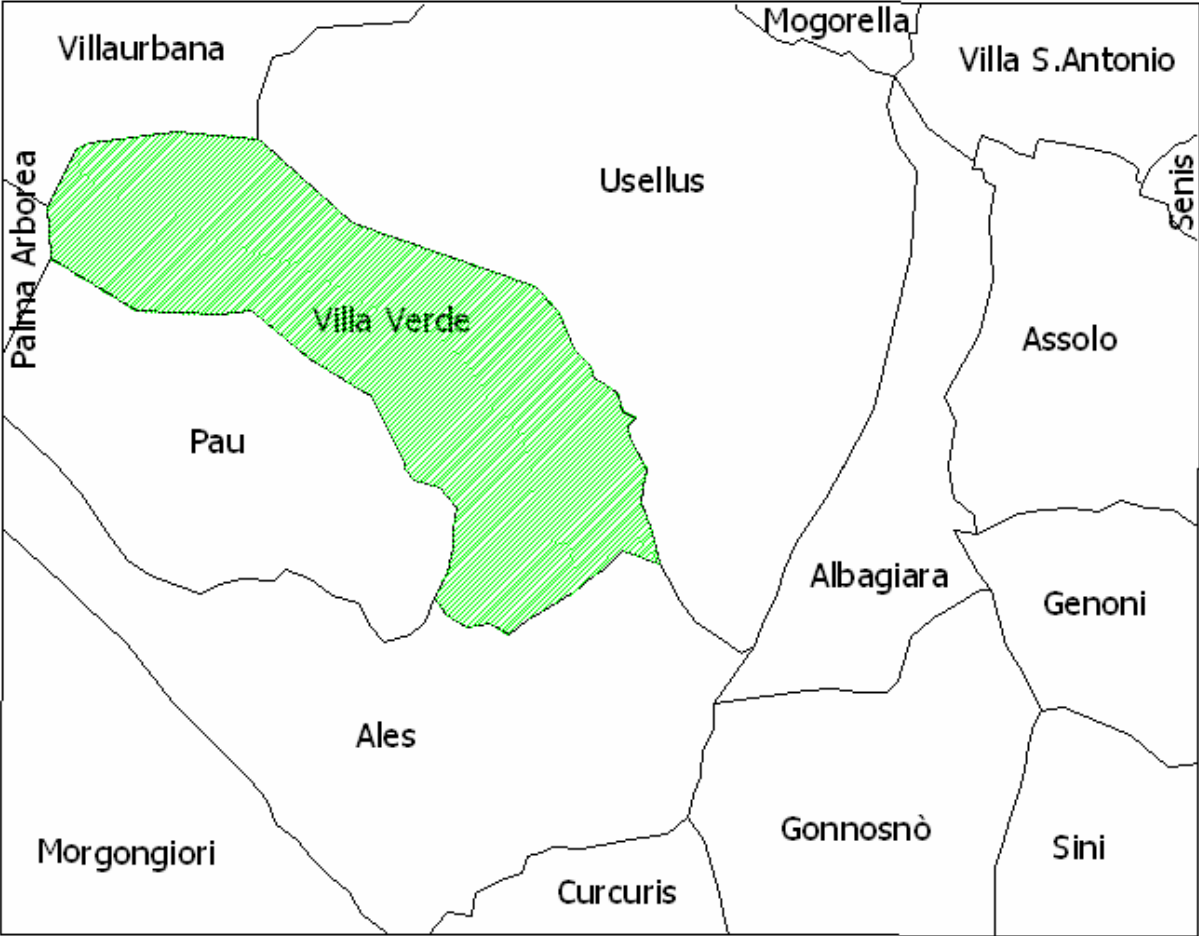 Mogorella
Villaurbana
Villa S.Antonio
Usellus
Senis
Palma Arborea
Villa Verde
Assolo
Pau
Albagiara
Genoni
Ales
Gonnosnò
Sini
Morgongiori
Curcuris